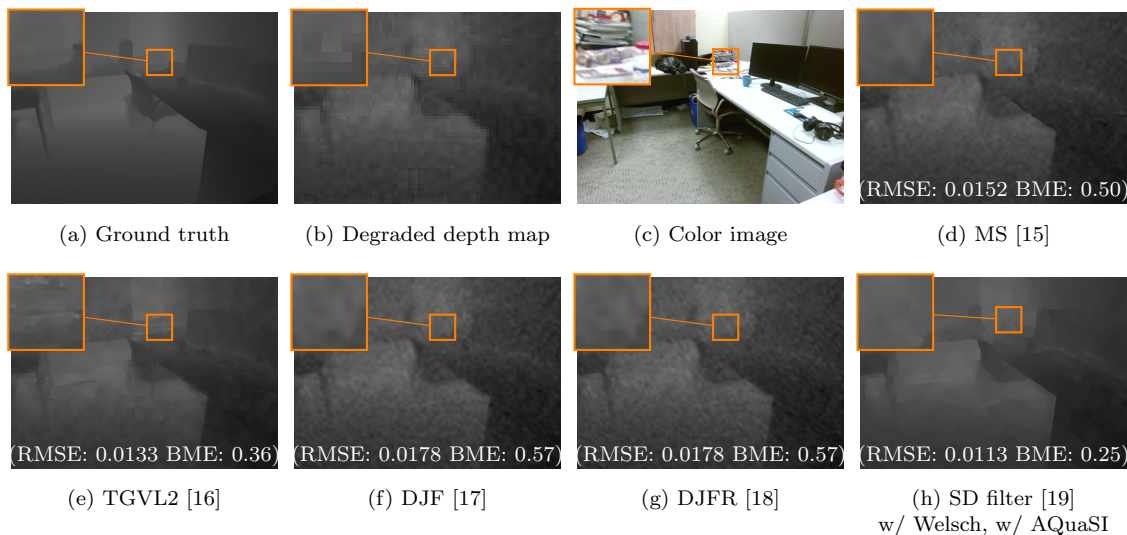 (RMSE: 0.0152 BME: 0.50)
(a) Ground truth
(b) Degraded depth map
(c) Color image
(d) MS [15]
(RMSE: 0.0133 BME: 0.36)
(RMSE: 0.0178 BME: 0.57)
(RMSE: 0.0178 BME: 0.57)
(RMSE: 0.0113 BME: 0.25)
(e) TGVL2 [16]
(f) DJF [17]
(g) DJFR [18]
(h) SD filter [19]
w/ Welsch, w/ AQuaSI